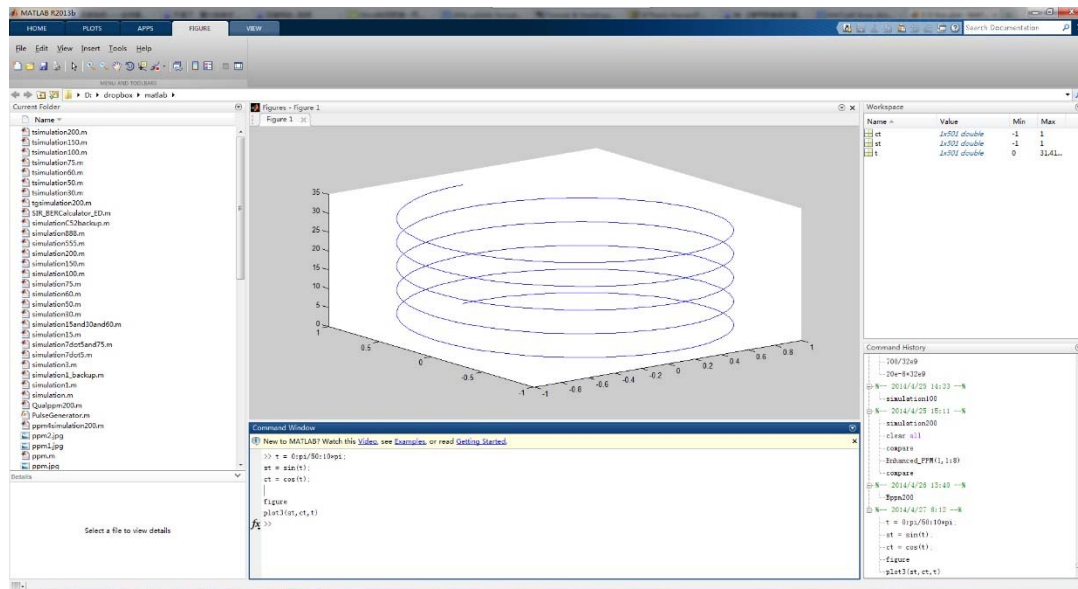 MATLAB R2013b
HOME PLOTS APPS FIGURE VIEW
Search Documentation
File Edit View Insert Tools Help
MENU AND TOOLBARS
D: ▸ dropbox ▸ matlab ▸
Current Folder
Name
tsimulation200.m
tsimulation150.m
tsimulation100.m
tsimulation75.m
tsimulation60.m
tsimulation50.m
tsimulation30.m
tgsimulation200.m
SIR_BERCalculator_ED.m
simulationCS2backup.m
simulation888.m
simulation555.m
simulation200.m
simulation150.m
simulation100.m
simulation75.m
simulation60.m
simulation50.m
simulation30.m
simulation15and30and60.m
simulation15.m
simulation7dot5and75.m
simulation7dot5.m
simulation3.m
simulation1_backup.m
simulation1.m
simulation.m
Qualppm200.m
PulseGenerator.m
ppm4simulation200.m
ppm2.jpg
ppm1.jpg
ppm.m
ppm.jpg
Details
Select a file to view details
Figures - Figure 1
Figure 1
35
30
25
20
15
10
5
0
1
0.5
0
-0.5
-1
-1
-0.8
-0.6
-0.4
-0.2
0
0.2
0.4
0.6
0.8
1
Command Window
New to MATLAB? Watch this Video, see Examples, or read Getting Started.
>> t = 0:pi/50:10*pi;
st = sin(t);
ct = cos(t);
figure
plot3(st,ct,t)
fx >>
Workspace
Name Value Min Max
ct 1x501 double -1 1
st 1x501 double -1 1
t 1x501 double 0 31.41...
Command History
700/32e9
20e-8*32e9
%-- 2014/4/25 14:33 --%
simulation100
%-- 2014/4/25 15:11 --%
simulation200
clear all
compare
Enhanced_PPM(1,1:8)
compare
%-- 2014/4/26 13:40 --%
Bppm200
%-- 2014/4/27 8:12 --%
t = 0:pi/50:10*pi;
st = sin(t);
ct = cos(t);
figure
plot3(st,ct,t)